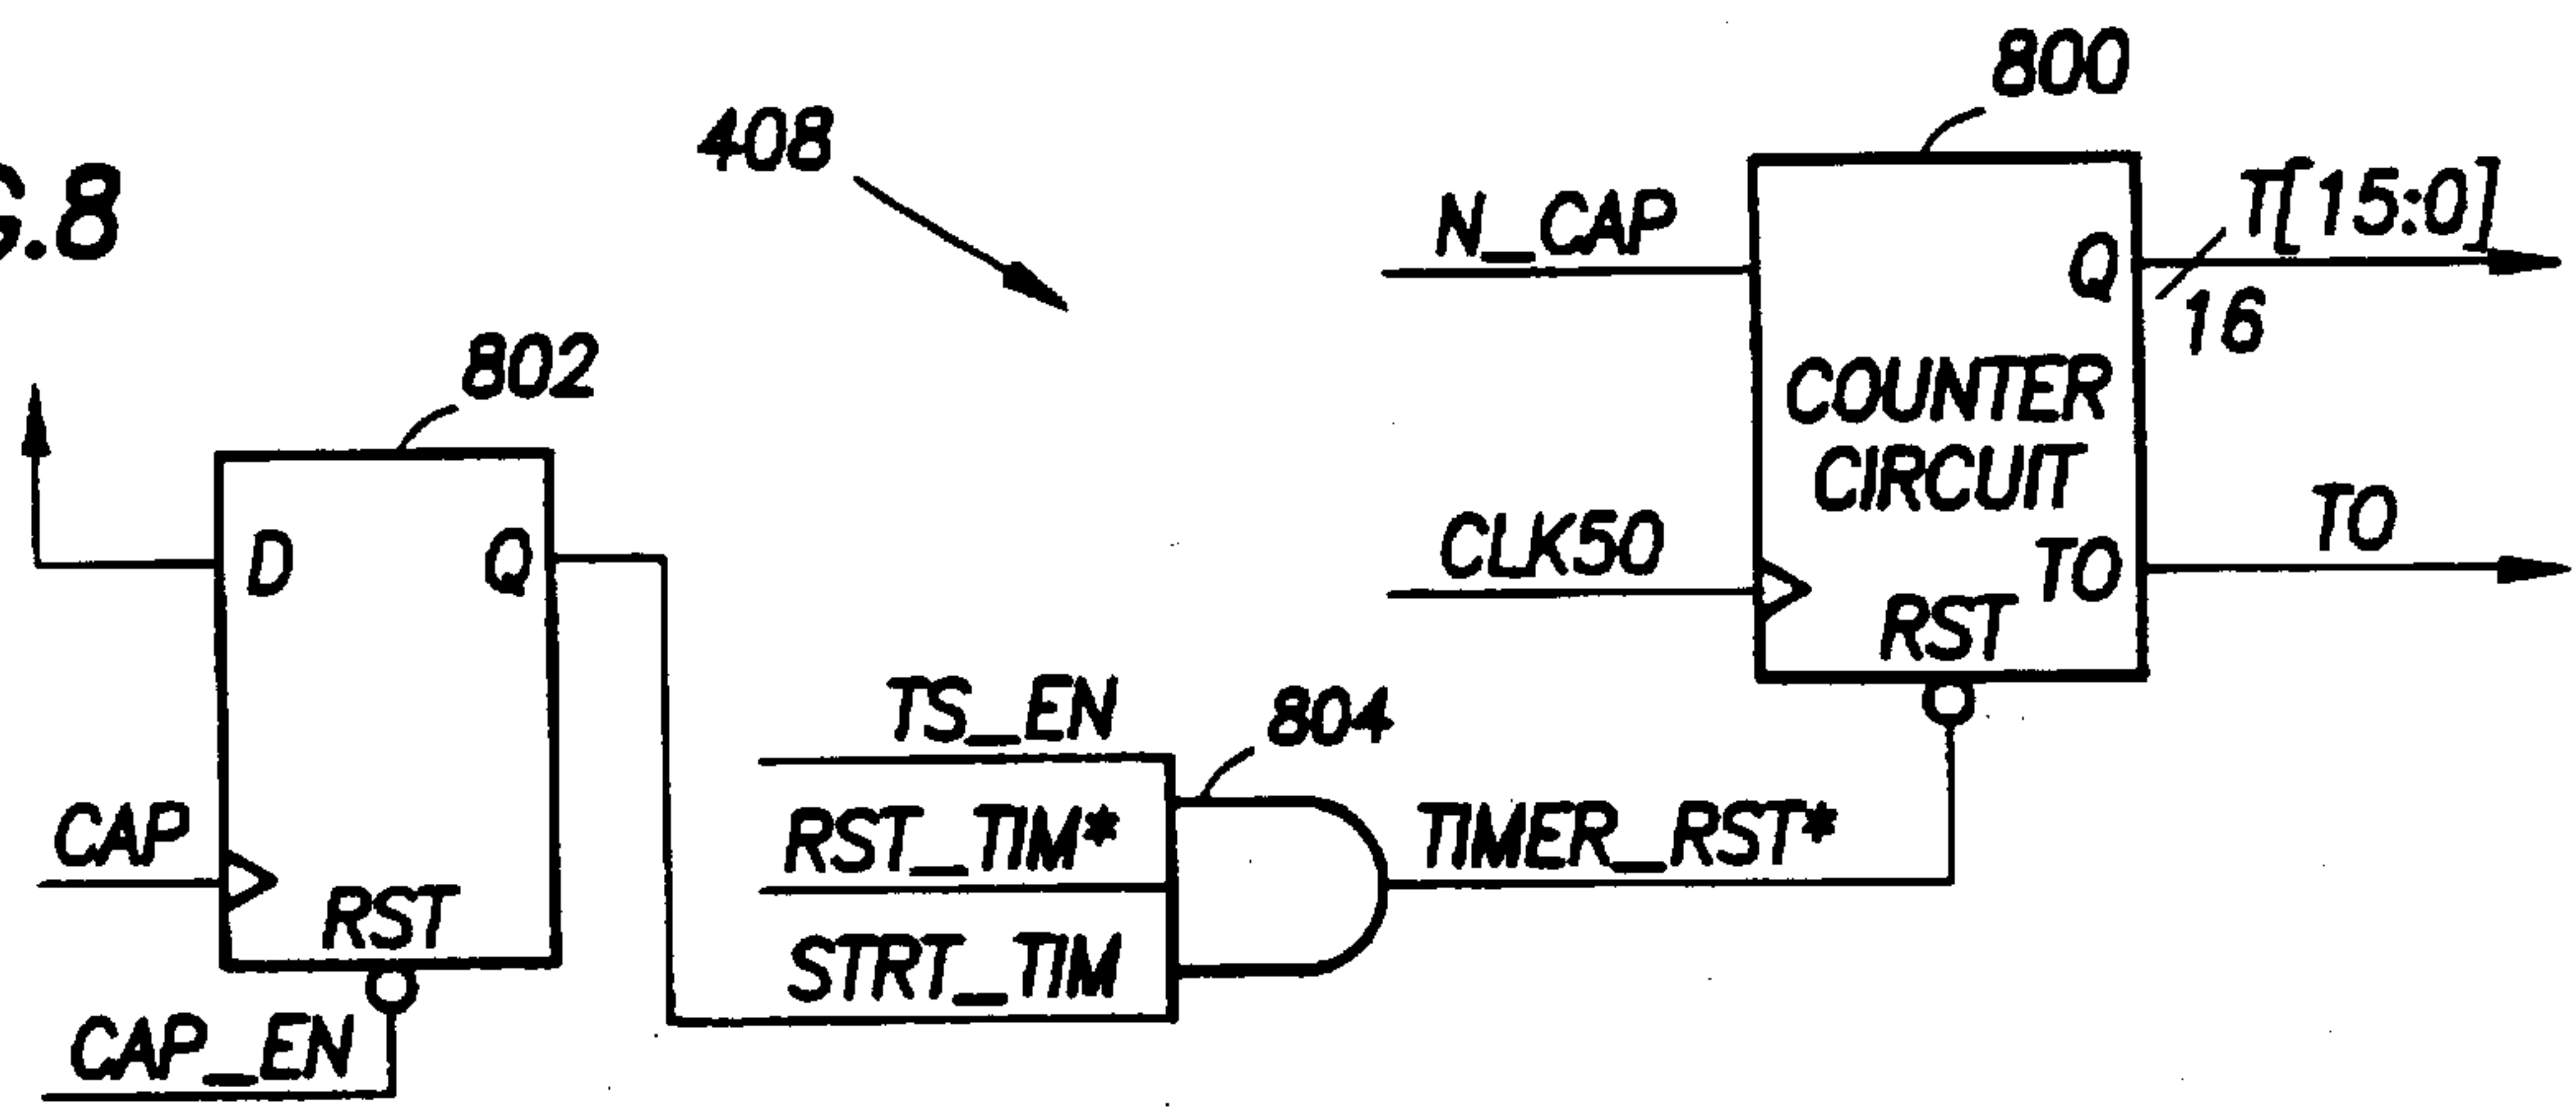 G.8
408
800
N_CAP
Q
T[15:0]
16
COUNTER
CIRCUIT
CLK50
TO
TO
RST
802
D
Q
CAP
RST
CAP_EN
TS_EN
804
RST_TIM*
STRT_TIM
TIMER_RST*